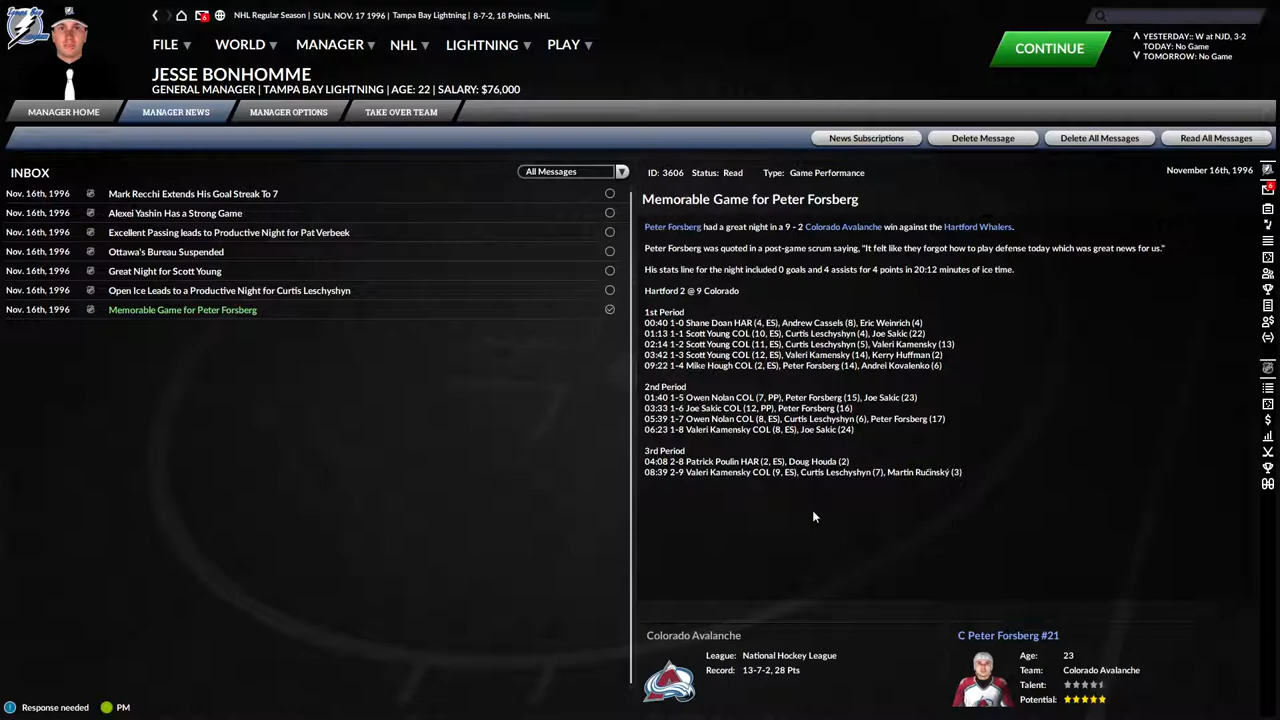 NHL Regular Season | SUN. NOV. 17 1996 | Tampa Bay Lightning | 8-7-2, 18 Points, NHL
FILE WORLD MANAGER NHL LIGHTNING PLAY
CONTINUE
YESTERDAY:: W at NJD, 3-2
TODAY: No Game
TOMORROW: No Game
JESSE BONHOMME
GENERAL MANAGER | TAMPA BAY LIGHTNING | AGE: 22 | SALARY: $76,000
MANAGER HOME MANAGER NEWS MANAGER OPTIONS TAKE OVER TEAM
News Subscriptions Delete Message Delete All Messages Read All Messages
INBOX All Messages
Nov. 16th, 1996 Mark Recchi Extends His Goal Streak To 7
Nov. 16th, 1996 Alexei Yashin Has a Strong Game
Nov. 16th, 1996 Excellent Passing leads to Productive Night for Pat Verbeek
Nov. 16th, 1996 Ottawa's Bureau Suspended
Nov. 16th, 1996 Great Night for Scott Young
Nov. 16th, 1996 Open Ice Leads to a Productive Night for Curtis Leschyshyn
Nov. 16th, 1996 Memorable Game for Peter Forsberg
ID: 3606 Status: Read Type: Game Performance November 16th, 1996
Memorable Game for Peter Forsberg
Peter Forsberg had a great night in a 9 - 2 Colorado Avalanche win against the Hartford Whalers.
Peter Forsberg was quoted in a post-game scrum saying, "It felt like they forgot how to play defense today which was great news for us."
His stats line for the night included 0 goals and 4 assists for 4 points in 20:12 minutes of ice time.
Hartford 2 @ 9 Colorado
1st Period
00:40 1-0 Shane Doan HAR (4, ES), Andrew Cassels (8), Eric Weinrich (4)
01:13 1-1 Scott Young COL (10, ES), Curtis Leschyshyn (4), Joe Sakic (22)
02:14 1-2 Scott Young COL (11, ES), Curtis Leschyshyn (5), Valeri Kamensky (13)
03:42 1-3 Scott Young COL (12, ES), Valeri Kamensky (14), Kerry Huffman (2)
09:22 1-4 Mike Hough COL (2, ES), Peter Forsberg (14), Andrei Kovalenko (6)
2nd Period
01:40 1-5 Owen Nolan COL (7, PP), Peter Forsberg (15), Joe Sakic (23)
03:33 1-6 Joe Sakic COL (12, PP), Peter Forsberg (16)
05:39 1-7 Owen Nolan COL (8, ES), Curtis Leschyshyn (6), Peter Forsberg (17)
06:23 1-8 Valeri Kamensky COL (8, ES), Joe Sakic (24)
3rd Period
04:08 2-8 Patrick Poulin HAR (2, ES), Doug Houda (2)
08:39 2-9 Valeri Kamensky COL (9, ES), Curtis Leschyshyn (7), Martin Ručinský (3)
Colorado Avalanche
League: National Hockey League
Record: 13-7-2, 28 Pts
C Peter Forsberg #21
Age: 23
Team: Colorado Avalanche
Talent:
Potential:
Response needed PM